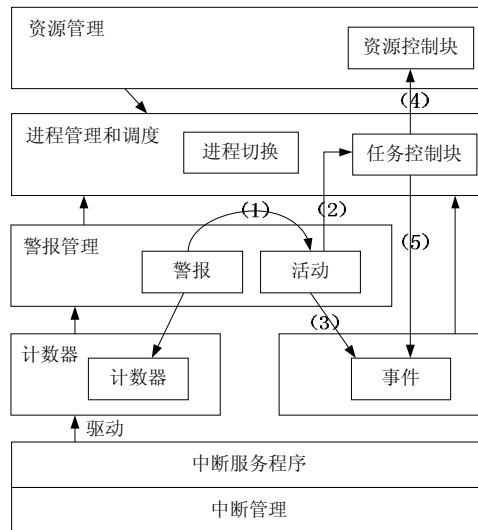 资源管理
资源控制块
（4）
进程管理和调度
进程切换
任务控制块
（1）
（2）
（5）
警报管理
警报
活动
（3）
计数器
计数器
事件
驱动
中断服务程序
中断管理